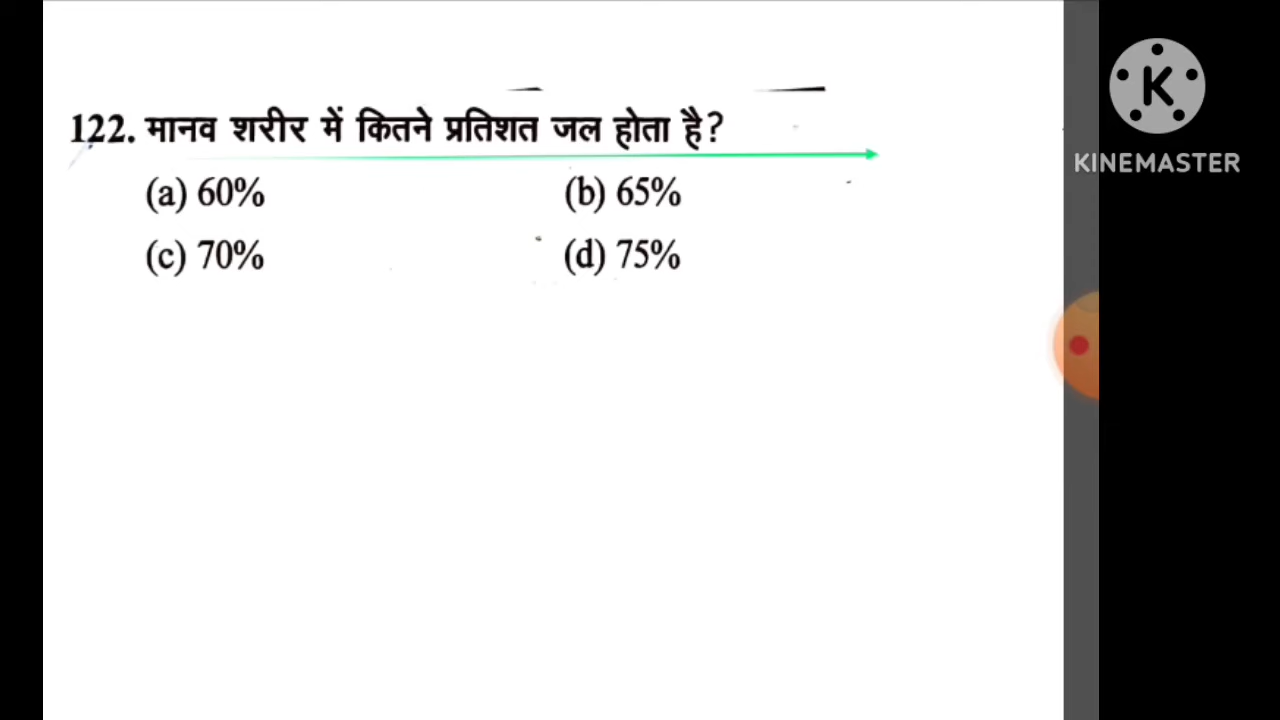 122. मानव शरीर में कितने प्रतिशत जल होता है?
(a) 60% (b) 65%
(c) 70% (d) 75%
K
KINEMASTER